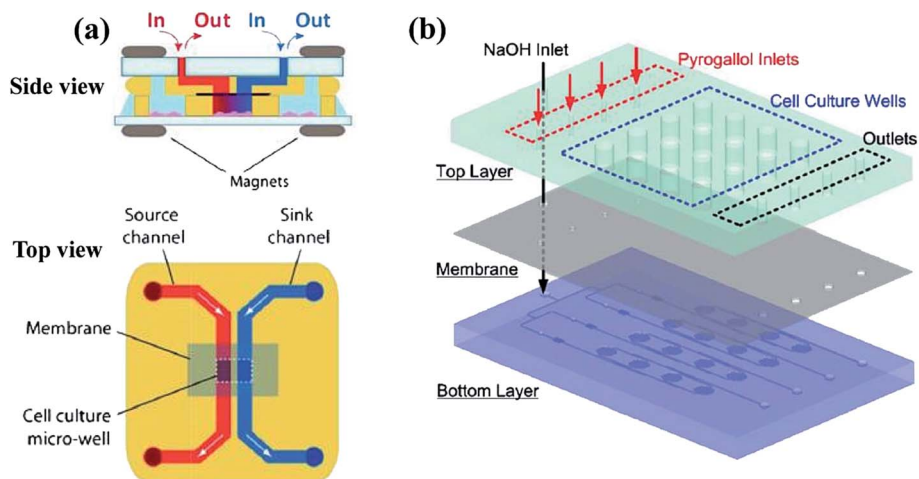 (a)
In
Out
In
Out
Side view
Magnets
Source
channel
Sink
channel
Top view
Membrane
Cell culture
micro-well
(b)
NaOH Inlet
Pyrogallol Inlets
Cell Culture Wells
Outlets
Top Layer
Membrane
Bottom Layer